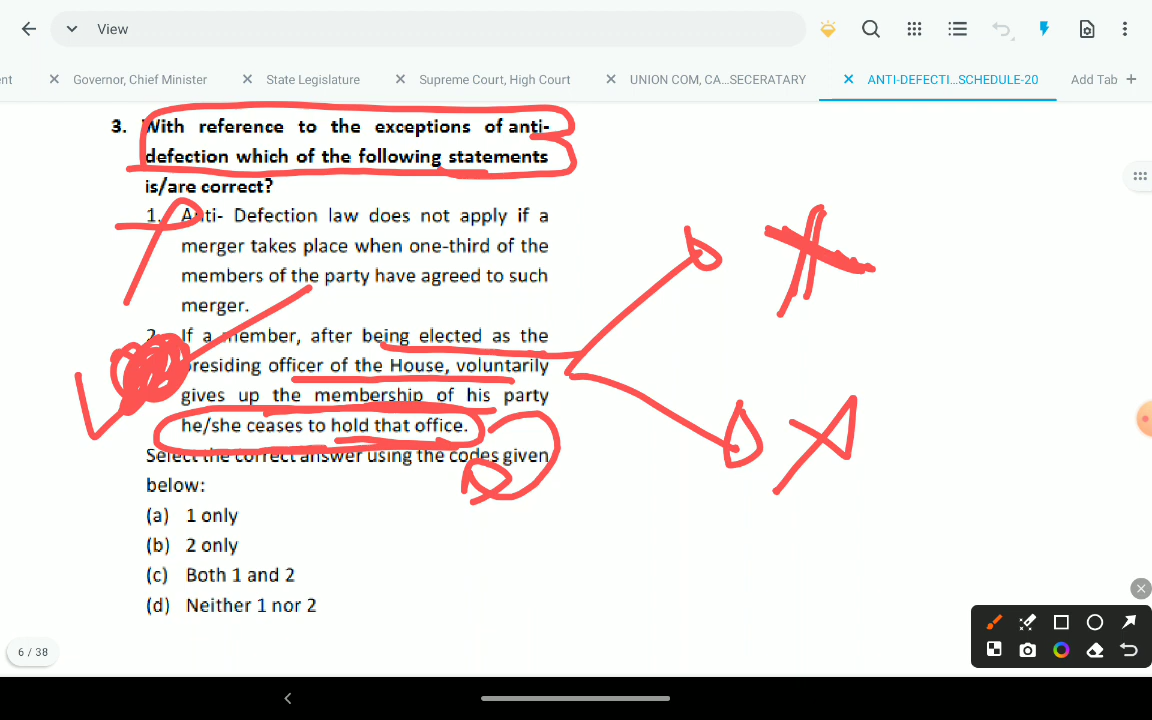 View
nt
Governor, Chief Minister
State Legislature
Supreme Court, High Court
UNION COM, CA...SECERATARY
ANTI-DEFECTI...SCHEDULE-20
Add Tab +
3. With reference to the exceptions of anti-
defection which of the following statements
is/are correct?
1. Anti- Defection law does not apply if a
merger takes place when one-third of the
members of the party have agreed to such
merger.
2. If a member, after being elected as the
presiding officer of the House, voluntarily
gives up the membership of his party
he/she ceases to hold that office.
Select the correct answer using the codes given
below:
(a) 1 only
(b) 2 only
(c) Both 1 and 2
(d) Neither 1 nor 2
6 / 38